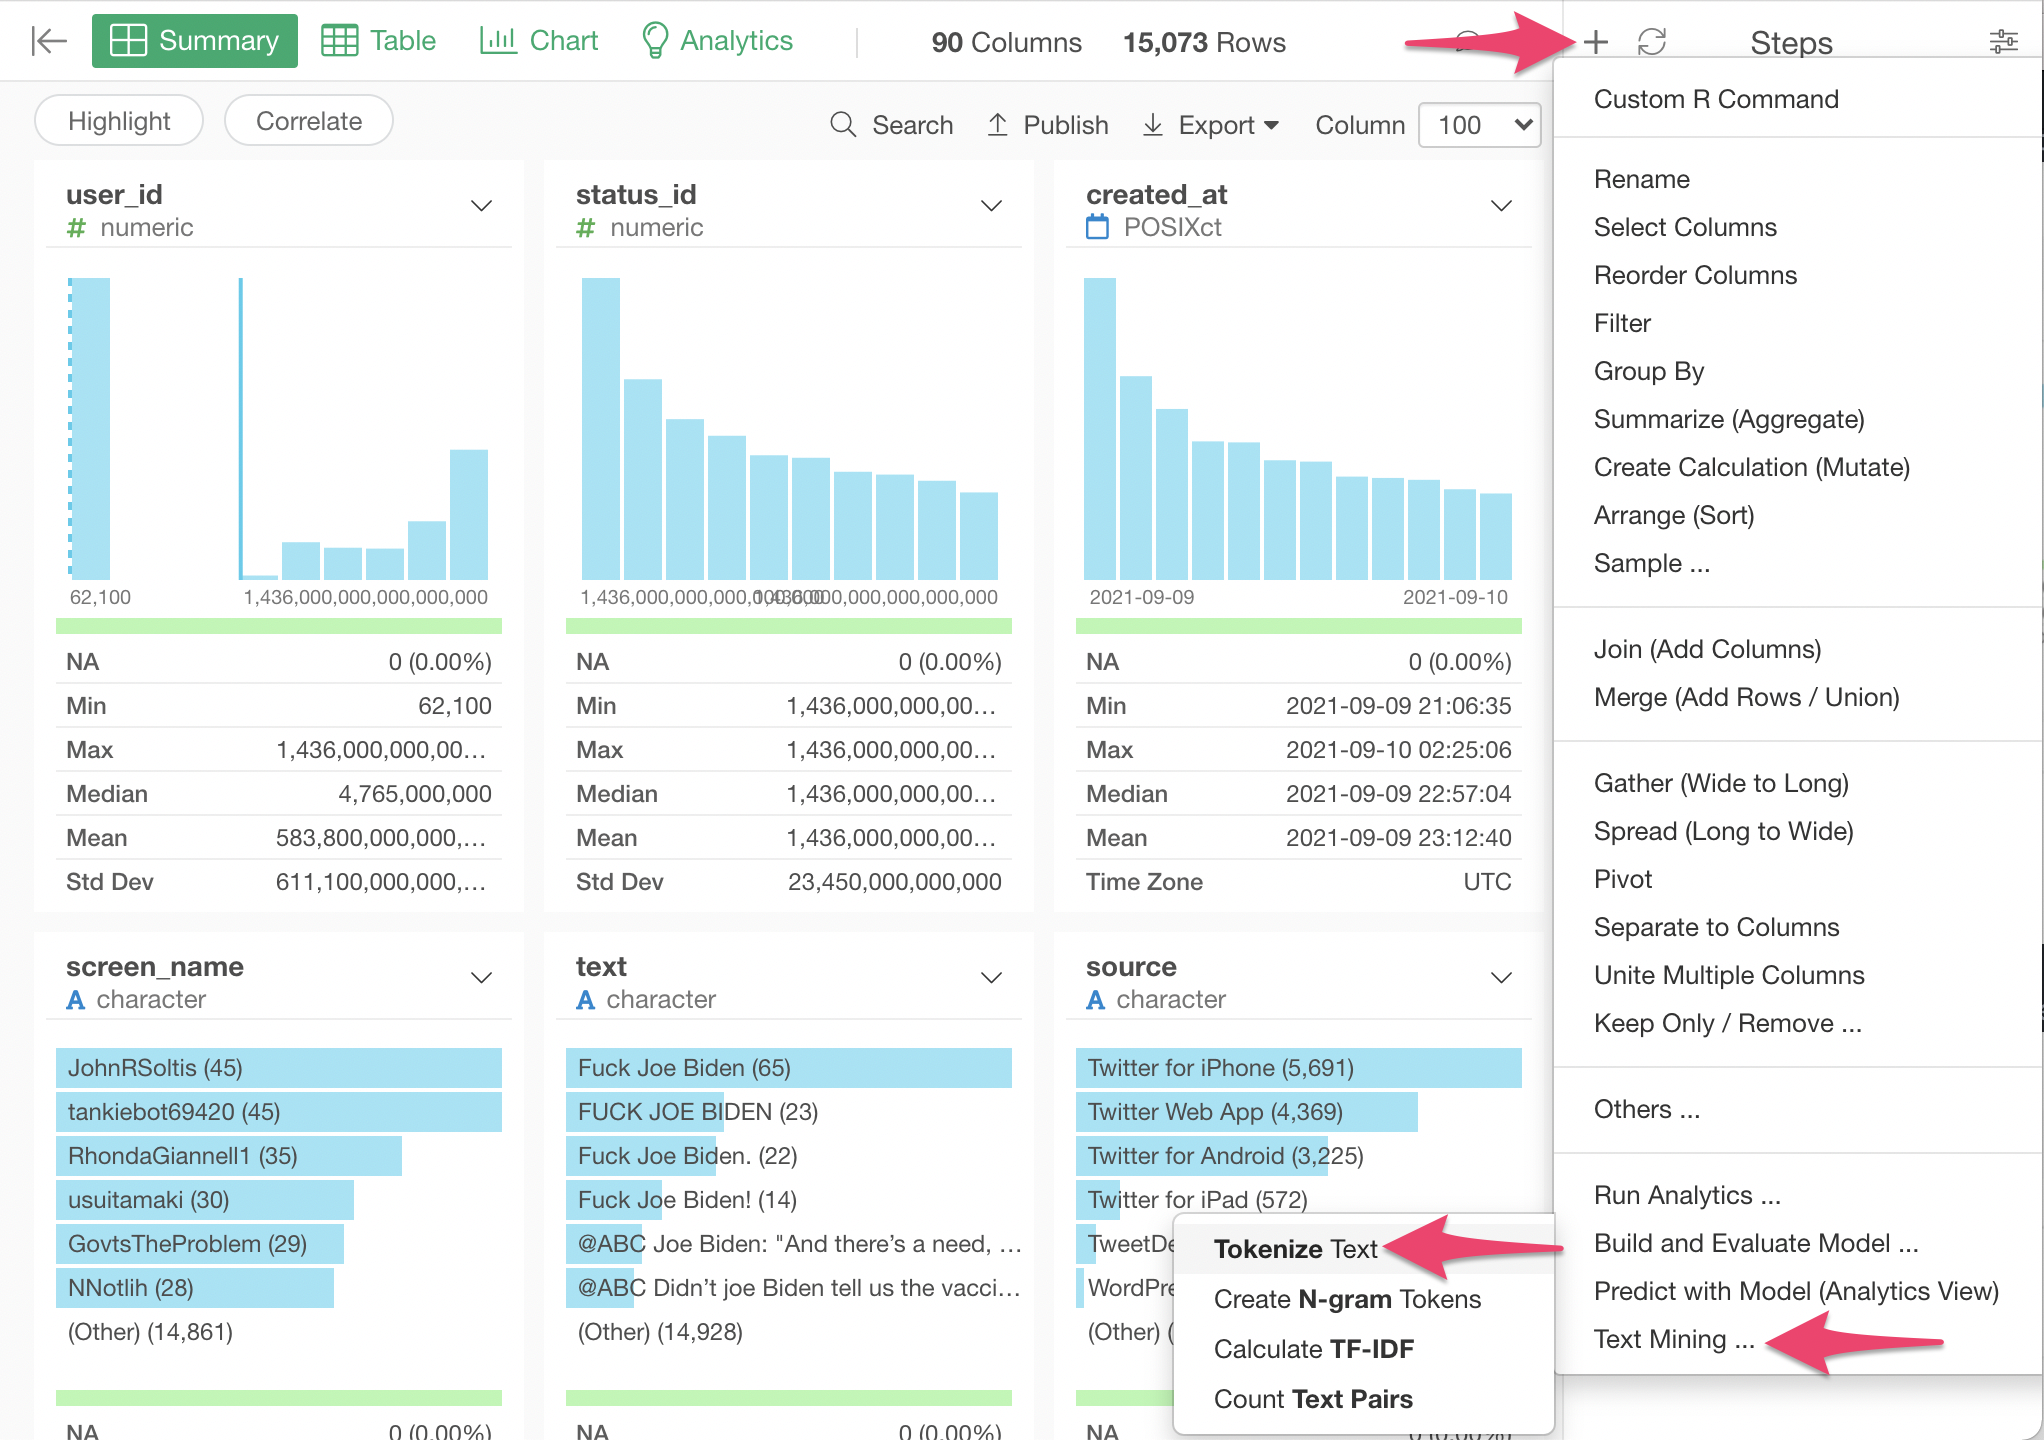 Summary Table Chart Analytics 90 Columns 15,073 Rows Steps
Highlight Correlate Search Publish Export Column 100
user_id
# numeric
62,100 1,436,000,000,000,000,000
NA 0 (0.00%)
Min 62,100
Max 1,436,000,000,00...
Median 4,765,000,000
Mean 583,800,000,000,...
Std Dev 611,100,000,000,...
status_id
# numeric
NA 0 (0.00%)
Min 1,436,000,000,00...
Max 1,436,000,000,00...
Median 1,436,000,000,00...
Mean 1,436,000,000,00...
Std Dev 23,450,000,000,000
created_at
POSIXct
2021-09-09 2021-09-10
NA 0 (0.00%)
Min 2021-09-09 21:06:35
Max 2021-09-10 02:25:06
Median 2021-09-09 22:57:04
Mean 2021-09-09 23:12:40
Time Zone UTC
screen_name
A character
JohnRSoltis (45)
tankiebot69420 (45)
RhondaGiannell1 (35)
usuitamaki (30)
GovtsTheProblem (29)
NNotlih (28)
(Other) (14,861)
NA 0 (0.00%)
text
A character
Fuck Joe Biden (65)
FUCK JOE BIDEN (23)
Fuck Joe Biden. (22)
Fuck Joe Biden! (14)
@ABC Joe Biden: "And there’s a need, ...
@ABC Didn’t joe Biden tell us the vacci...
(Other) (14,928)
NA 0 (0.00%)
source
A character
Twitter for iPhone (5,691)
Twitter Web App (4,369)
Twitter for Android (3,225)
Twitter for iPad (572)
TweetDe
WordPre
(Other) (
NA
Tokenize Text
Create N-gram Tokens
Calculate TF-IDF
Count Text Pairs
Custom R Command
Rename
Select Columns
Reorder Columns
Filter
Group By
Summarize (Aggregate)
Create Calculation (Mutate)
Arrange (Sort)
Sample ...
Join (Add Columns)
Merge (Add Rows / Union)
Gather (Wide to Long)
Spread (Long to Wide)
Pivot
Separate to Columns
Unite Multiple Columns
Keep Only / Remove ...
Others ...
Run Analytics ...
Build and Evaluate Model ...
Predict with Model (Analytics View)
Text Mining ...